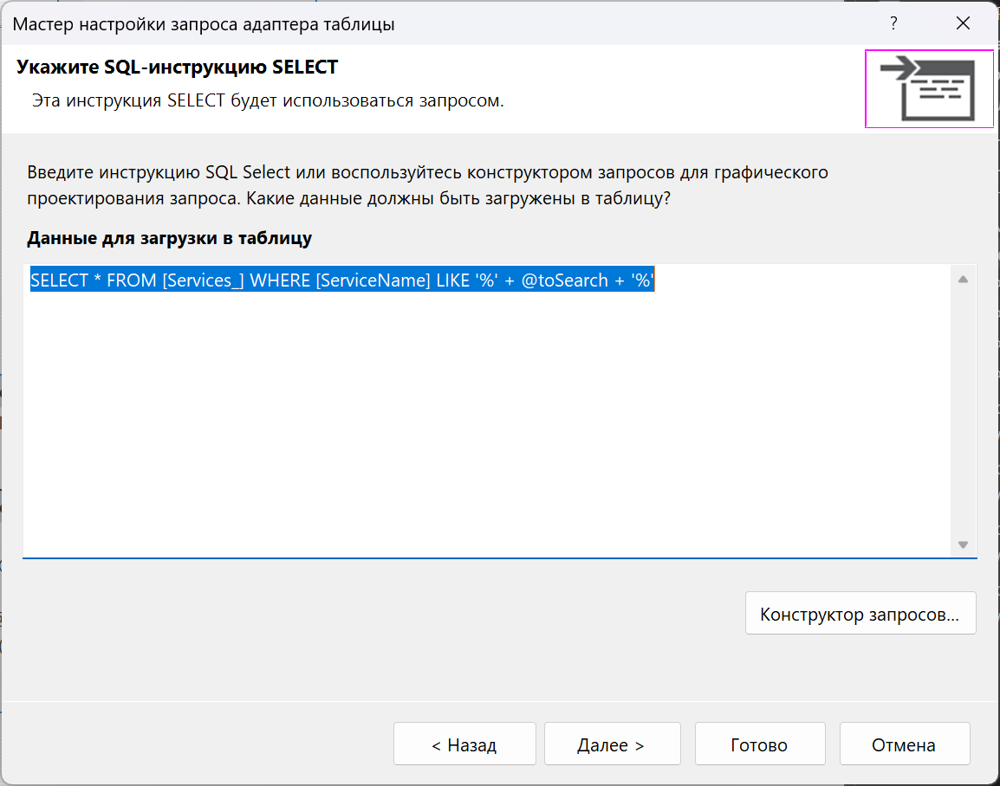 Мастер настройки запроса адаптера таблицы
?
Укажите SQL-инструкцию SELECT
Эта инструкция SELECT будет использоваться запросом.
Введите инструкцию SQL Select или воспользуйтесь конструктором запросов для графического
проектирования запроса. Какие данные должны быть загружены в таблицу?
Данные для загрузки в таблицу
SELECT * FROM [Services_] WHERE [ServiceName] LIKE '%' + @toSearch + '%'
Конструктор запросов...
< Назад
Далее >
Готово
Отмена